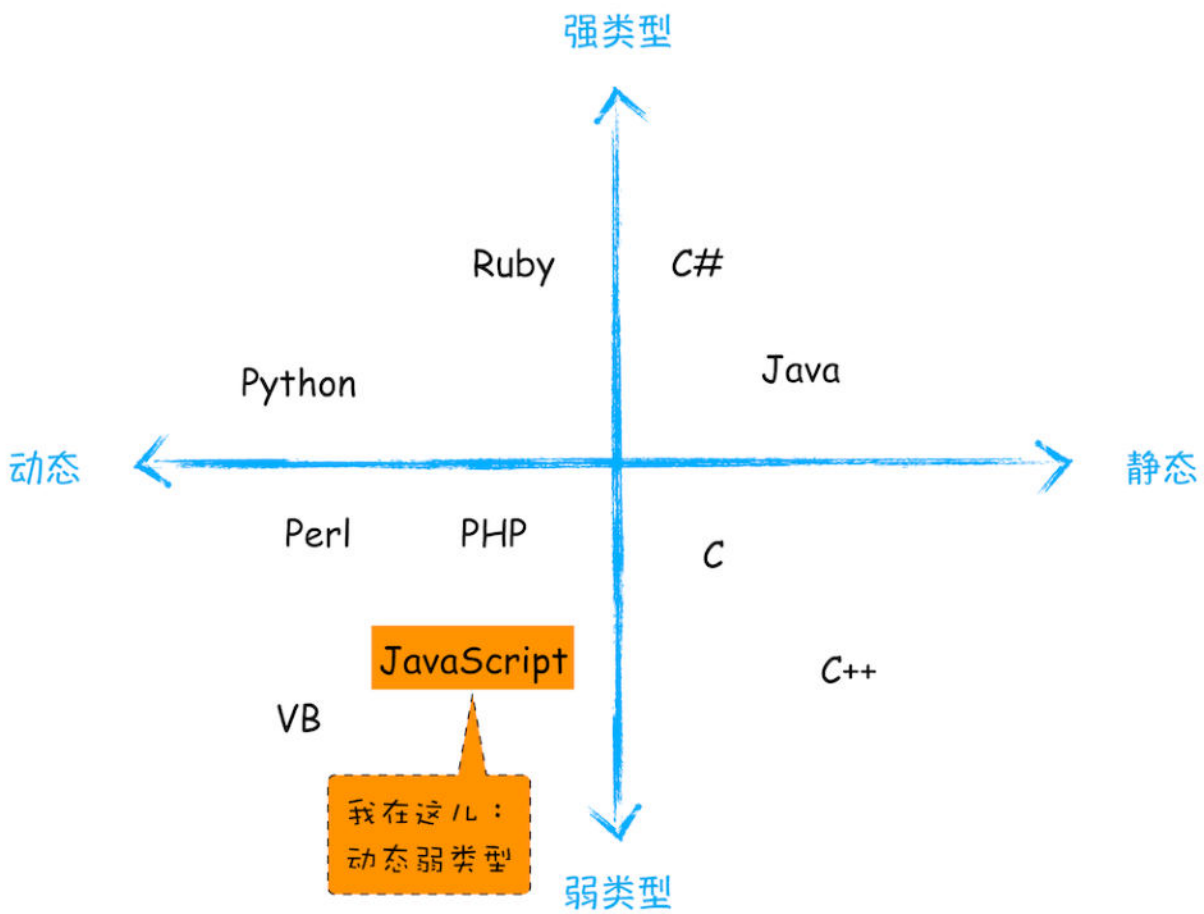 强类型
Ruby
C#
Java
Python
动态
静态
Perl
PHP
C
JavaScript
C++
VB
我在这儿：
动态弱类型
弱类型